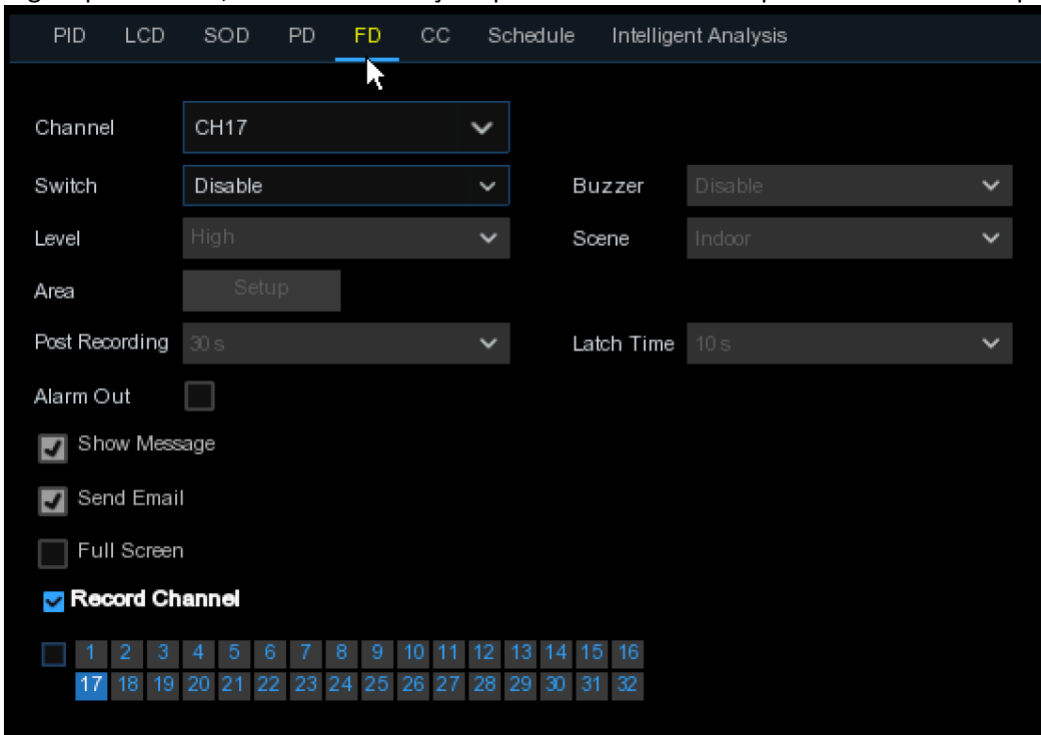 PID LCD SOD PD FD CC Schedule Intelligent Analysis
Channel CH17
Switch Disable Buzzer Disable
Level High Scene Indoor
Area Setup
Post Recording 30 s Latch Time 10 s
Alarm Out
Show Message
Send Email
Full Screen
Record Channel
1 2 3 4 5 6 7 8 9 10 11 12 13 14 15 16
17 18 19 20 21 22 23 24 25 26 27 28 29 30 31 32